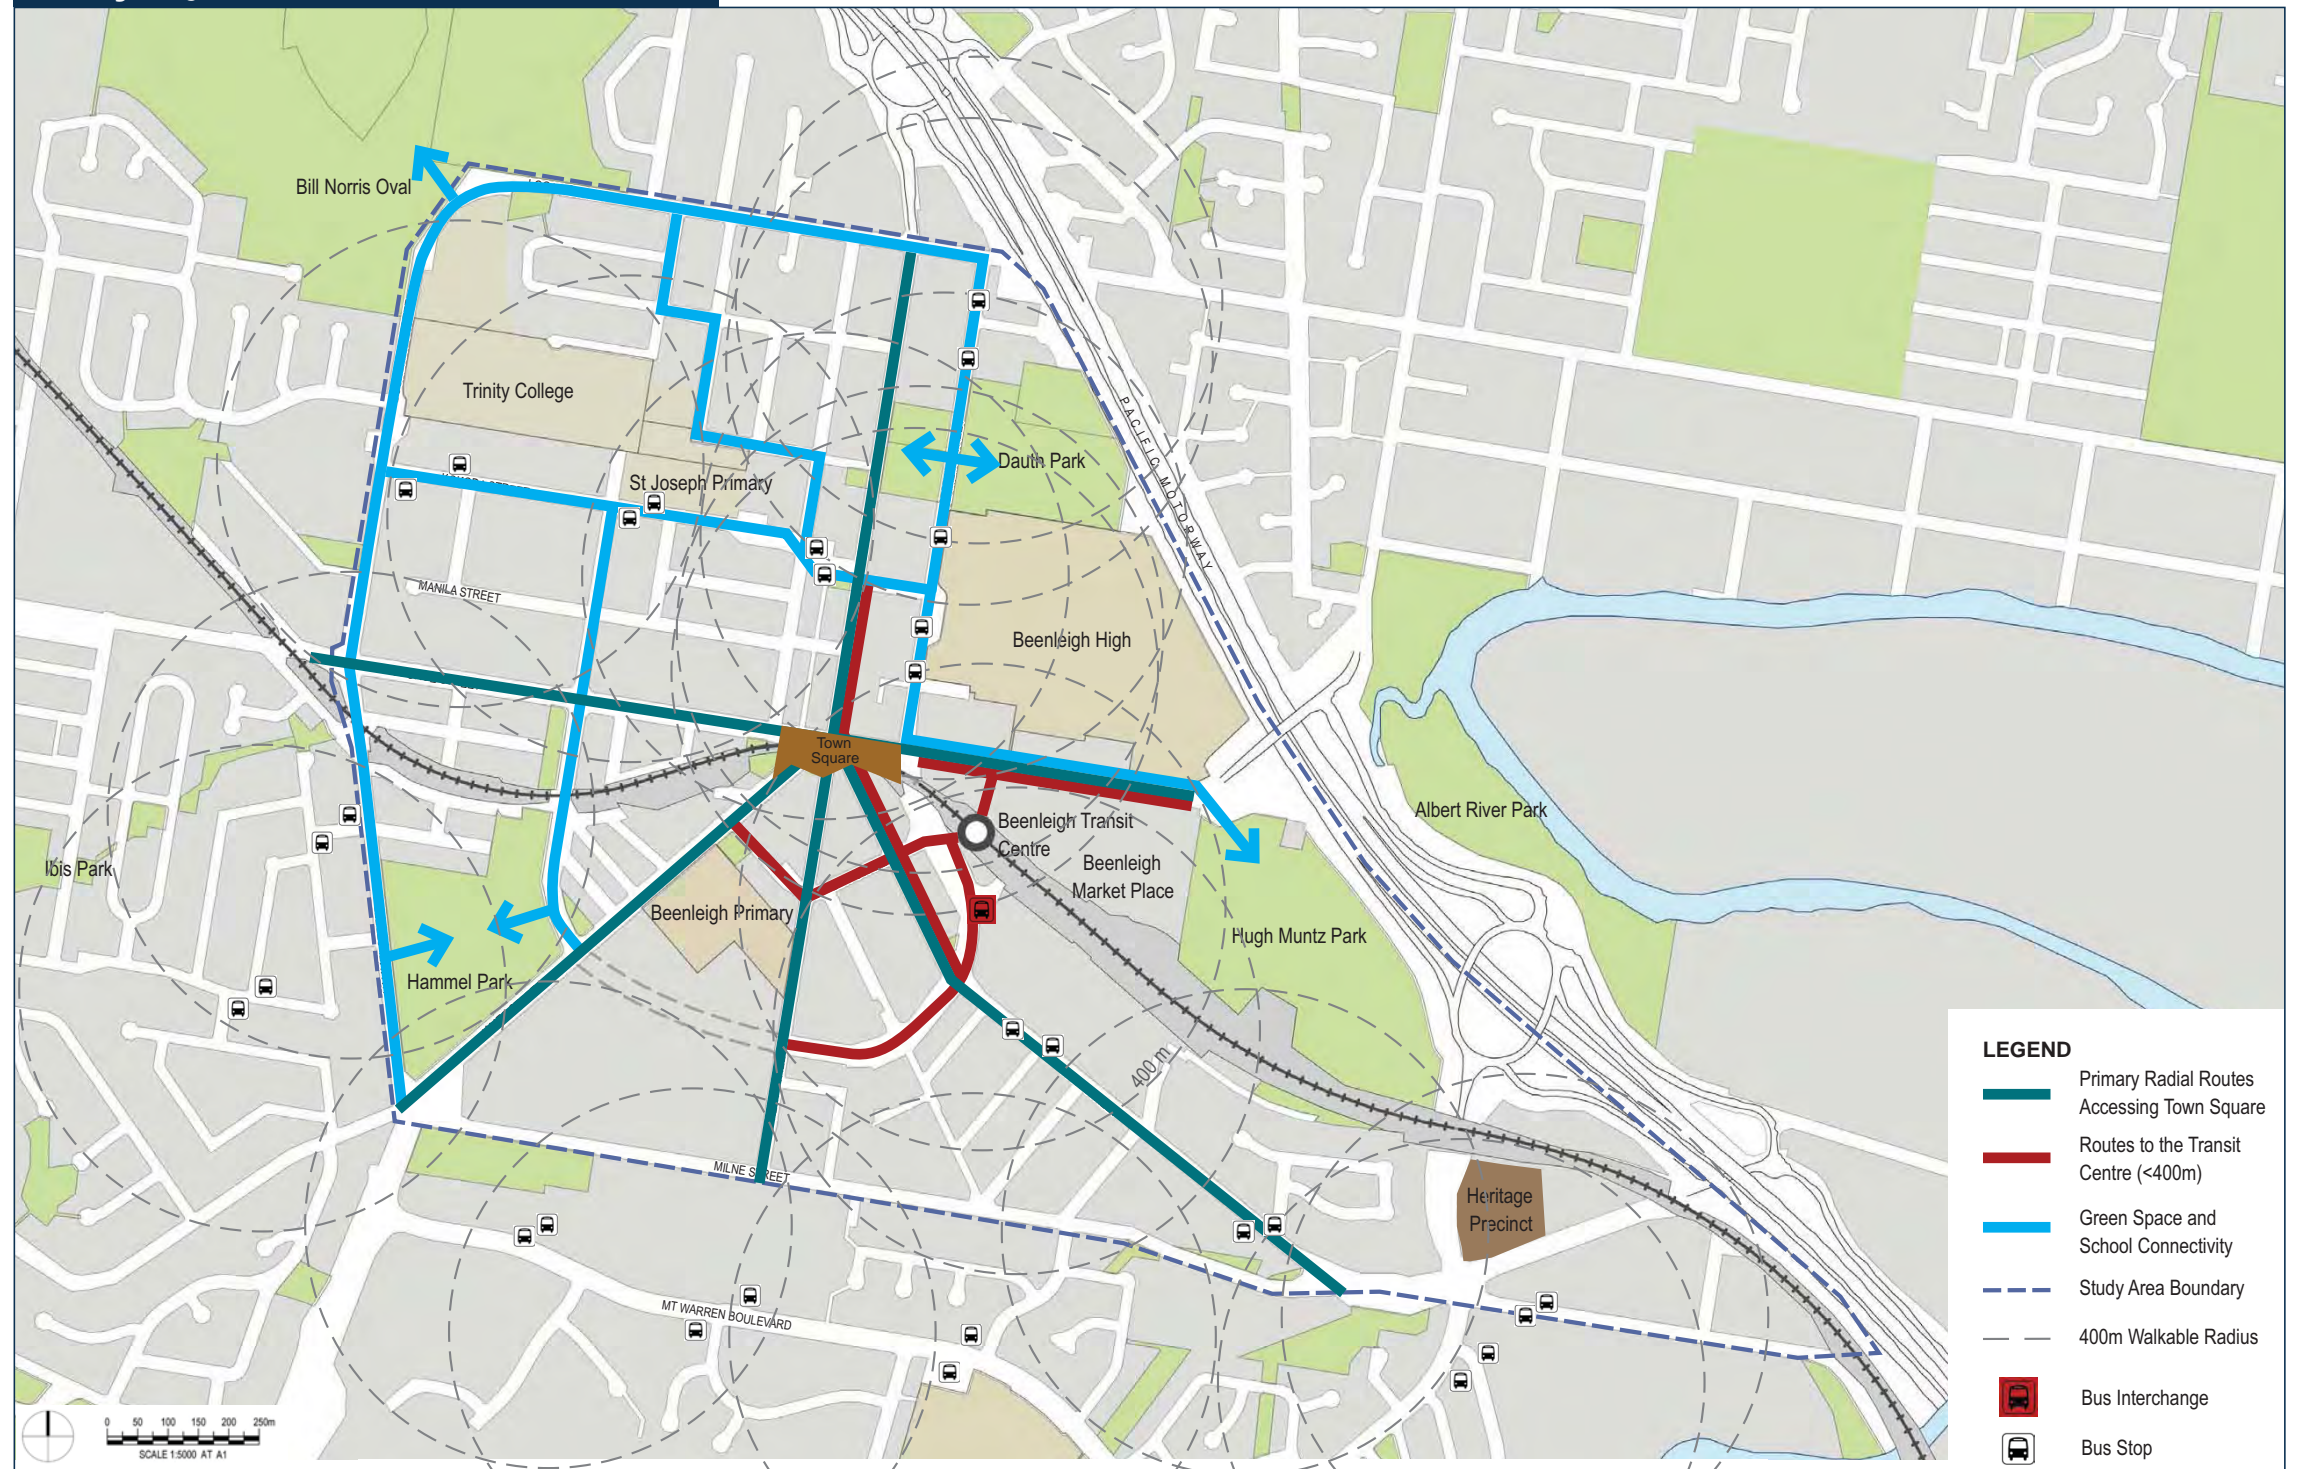 Bill Norris Oval
Trinity College
St Joseph Primary
Dauth Park
PACIFIC MOTORWAY
MANILA STREET
Beenleigh High
Town
Square
Beenleigh Transit
Centre
Beenleigh
Market Place
Albert River Park
Ibis Park
Beenleigh Primary
Hugh Muntz Park
Hammel Park
400 m
MILNE STREET
Heritage
Precinct
MT WARREN BOULEVARD
LEGEND
Primary Radial Routes
Accessing Town Square
Routes to the Transit
Centre (<400m)
Green Space and
School Connectivity
Study Area Boundary
400m Walkable Radius
Bus Interchange
Bus Stop
0 50 100 150 200 250m
SCALE 1:5000 AT A1